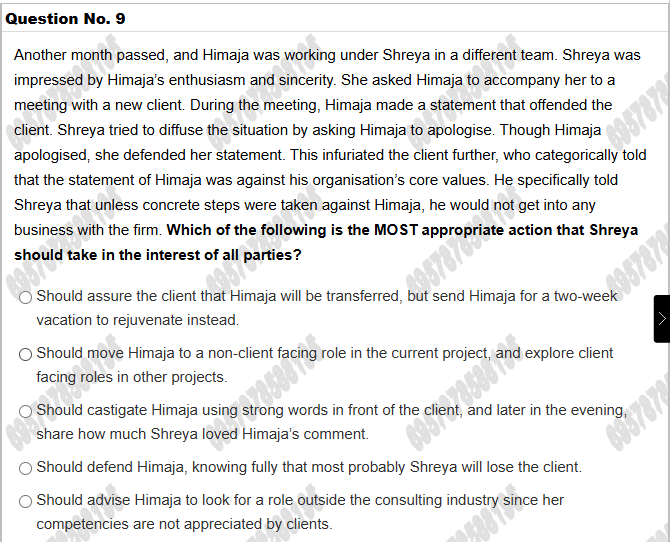 Question No. 9
Another month passed, and Himaja was working under Shreya in a different team. Shreya was
impressed by Himaja's enthusiasm and sincerity. She asked Himaja to accompany her to a
meeting with a new client. During the meeting, Himaja made a statement that offended the
client. Shreya tried to diffuse the situation by asking Himaja to apologise. Though Himaja
apologised, she defended her statement. This infuriated the client further, who categorically told
that the statement of Himaja was against his organisation's core values. He specifically told
Shreya that unless concrete steps were taken against Himaja, he would not get into any
business with the firm. Which of the following is the MOST appropriate action that Shreya
should take in the interest of all parties?
Should assure the client that Himaja will be transferred, but send Himaja for a two-week
vacation to rejuvenate instead.
Should move Himaja to a non-client facing role in the current project, and explore client
facing roles in other projects.
Should castigate Himaja using strong words in front of the client, and later in the evening,
share how much Shreya loved Himaja's comment.
Should defend Himaja, knowing fully that most probably Shreya will lose the client.
Should advise Himaja to look for a role outside the consulting industry since her
competencies are not appreciated by clients.